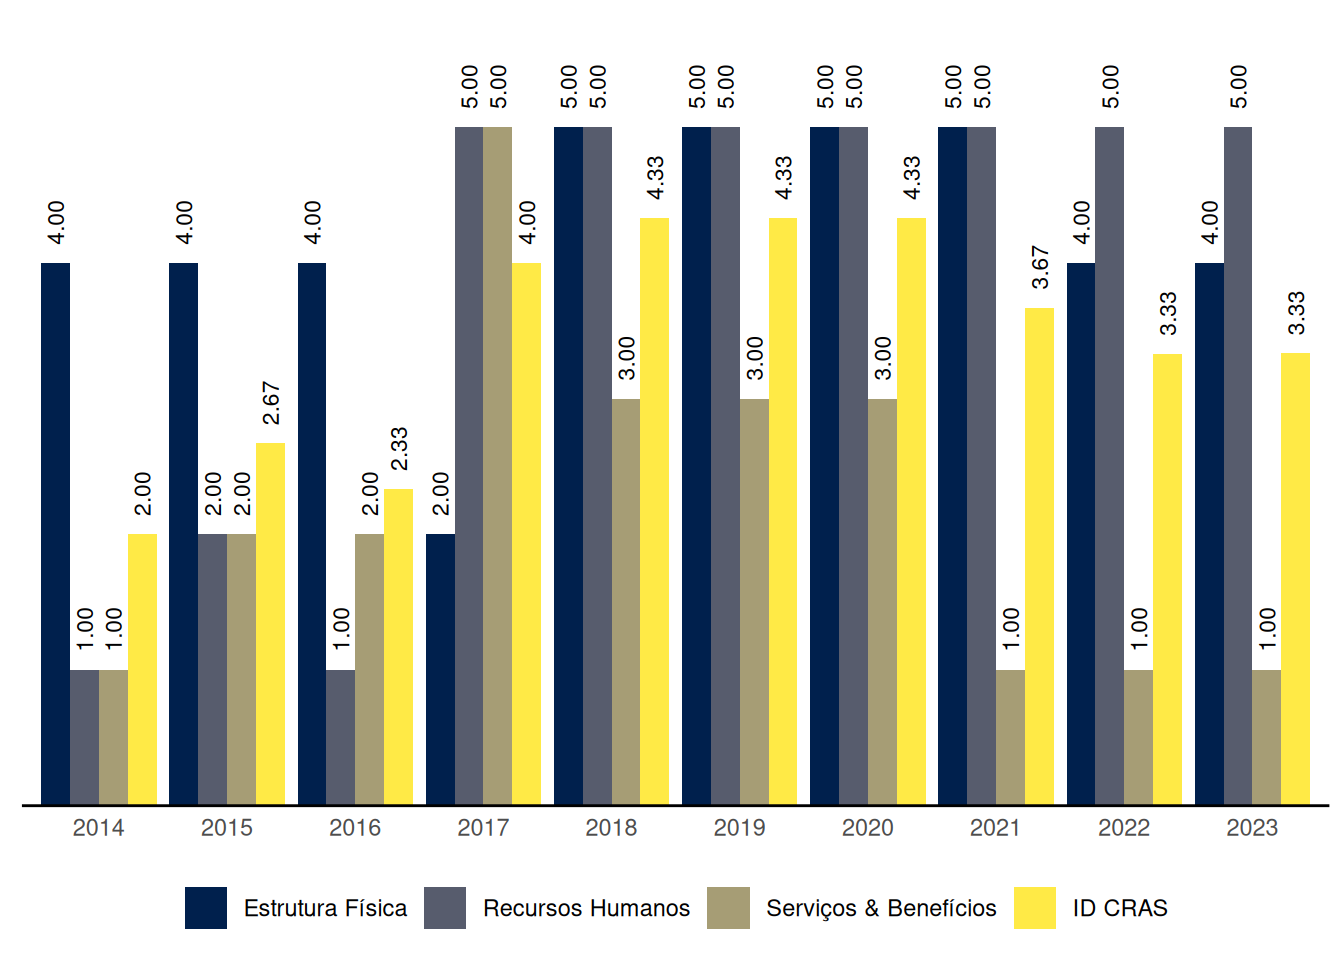 5.00 5.00 5.00 5.00 5.00 5.00 5.00 5.00 5.00 5.00 5.00 5.00
4.33 4.33 4.33
4.00 4.00 4.00 4.00 4.00 4.00
3.67
3.33 3.33
3.00 3.00 3.00
2.67
2.33
2.00 2.00 2.00 2.00 2.00
1.00 1.00 1.00 1.00 1.00 1.00
2014 2015 2016 2017 2018 2019 2020 2021 2022 2023
Estrutura Física Recursos Humanos Serviços & Benefícios ID CRAS